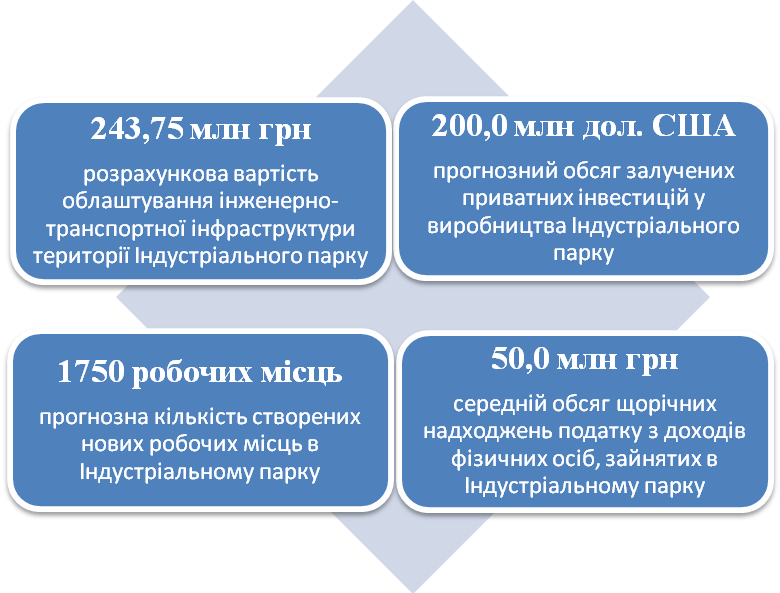 243,75 млн грн
розрахункова вартість
облаштування інженерно-
транспортної інфраструктури
території Індустріального парку
200,0 млн дол. США
прогнозний обсяг залучених
приватних інвестицій у
виробництва Індустріального
парку
1750 робочих місць
прогнозна кількість створених
нових робочих місць в
Індустріальному парку
50,0 млн грн
середній обсяг щорічних
надходжень податку з доходів
фізичних осіб, зайнятих в
Індустріальному парку